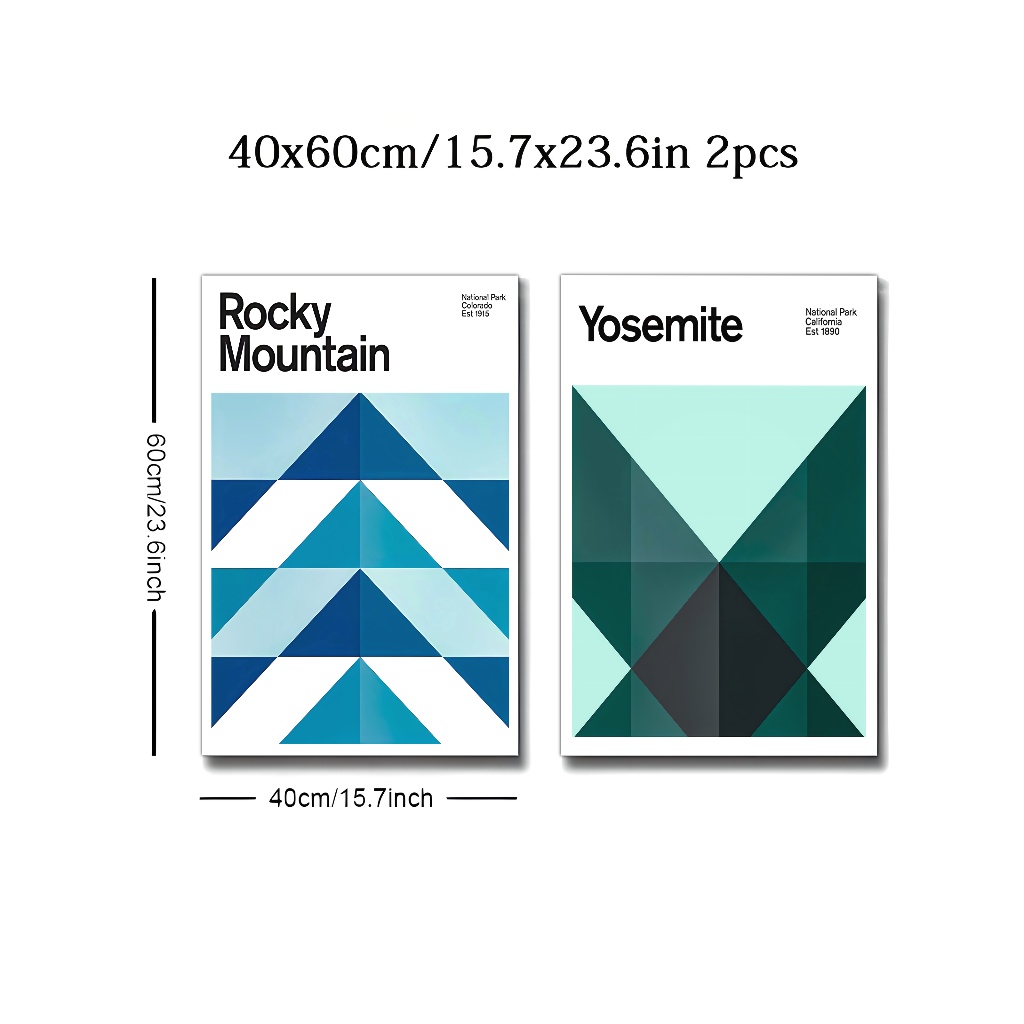 40x60cm/15.7x23.6in 2pcs
Rocky
Mountain
National Park
Colorado
Est 1915
Yosemite
National Park
California
Est 1890
60cm/23.6inch
40cm/15.7inch